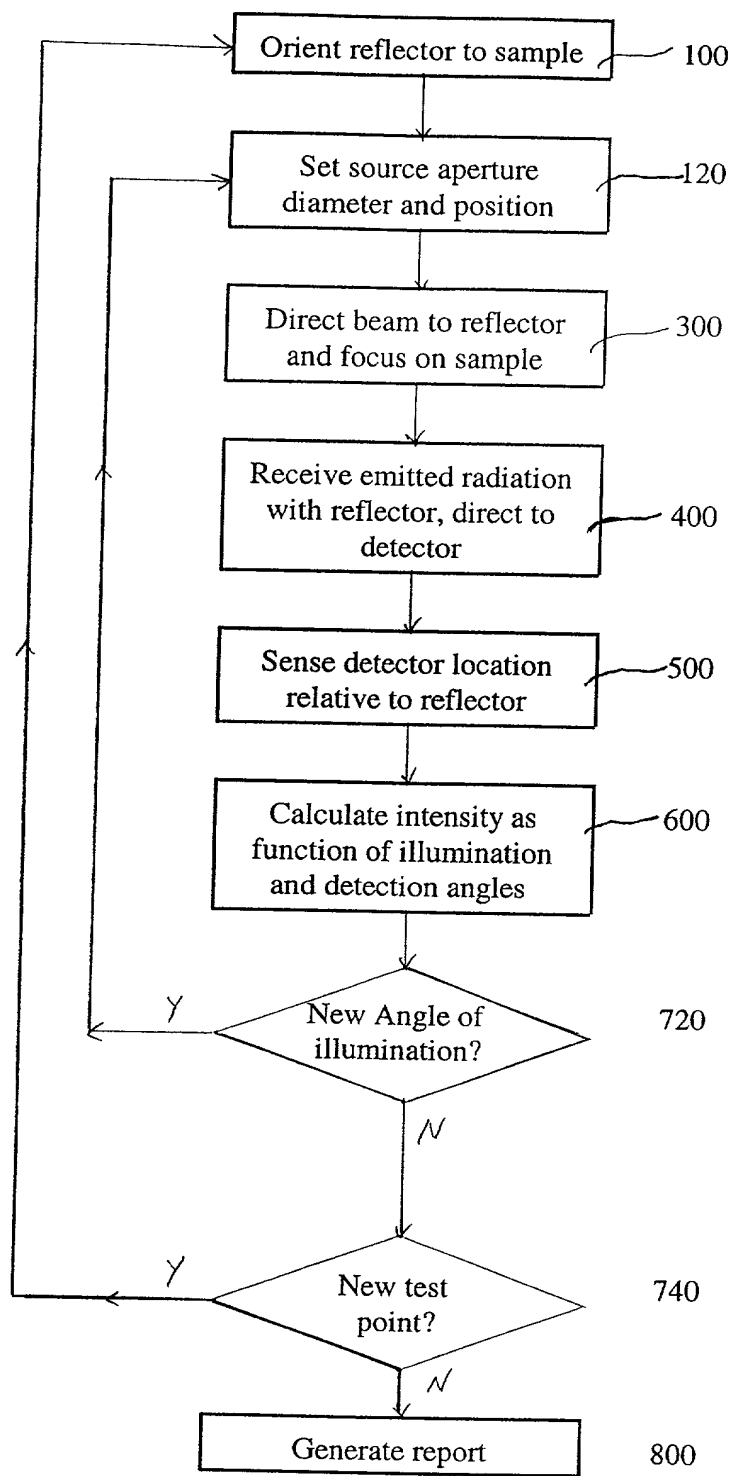 Orient reflector to sample
100
Set source aperture
diameter and position
120
Direct beam to reflector
and focus on sample
300
Receive emitted radiation
with reflector, direct to
detector
400
Sense detector location
relative to reflector
500
Calculate intensity as
function of illumination
and detection angles
600
Y
New Angle of
illumination?
720
N
Y
New test
point?
740
N
Generate report
800